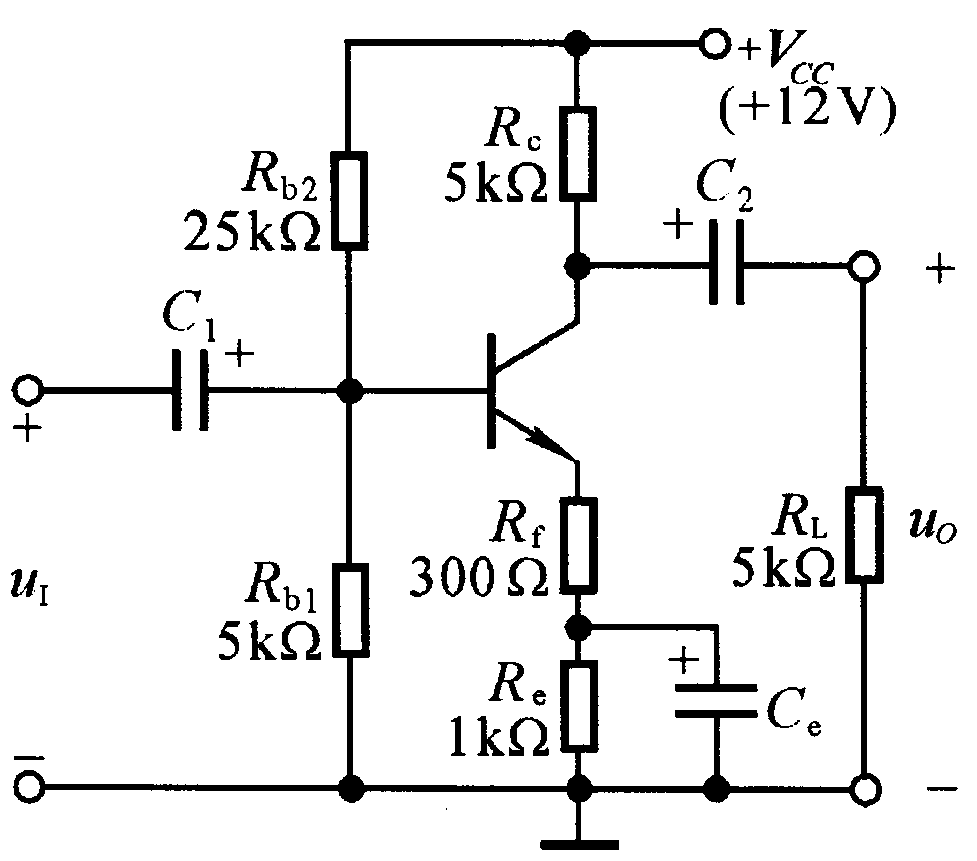 +V_CC
(+12V)
R_c
5kΩ
C_2
+
R_b2
25kΩ
+
C_1
+
+
R_f
300Ω
R_L
5kΩ
u_O
u_I
R_b1
5kΩ
+
R_e
1kΩ
C_e
−
−